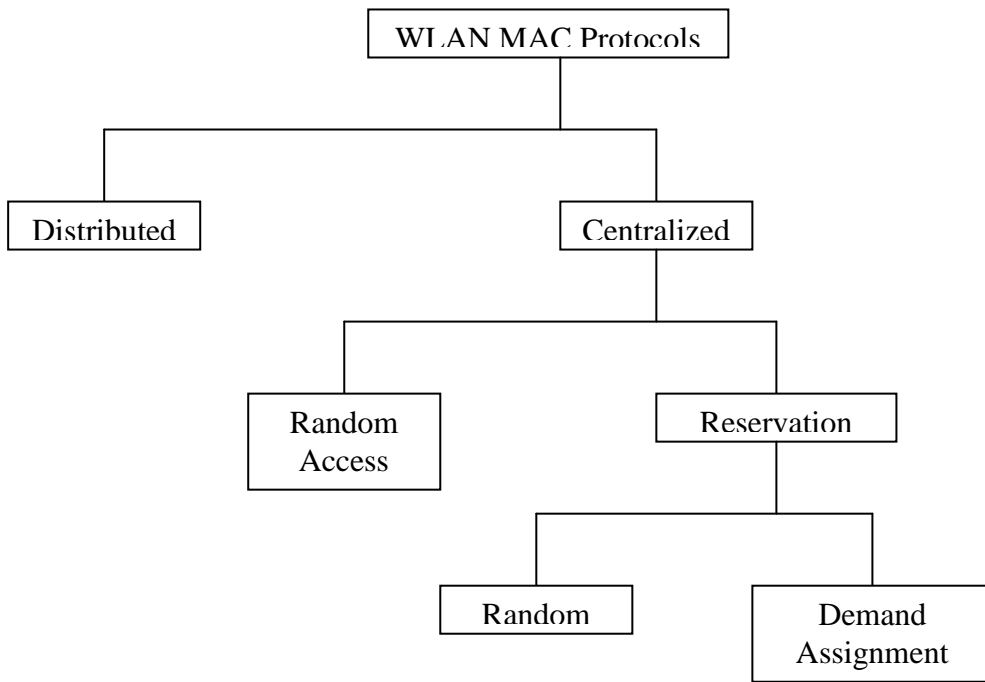 WLAN MAC Protocols
Distributed
Centralized
Random
Access
Reservation
Random
Demand
Assignment